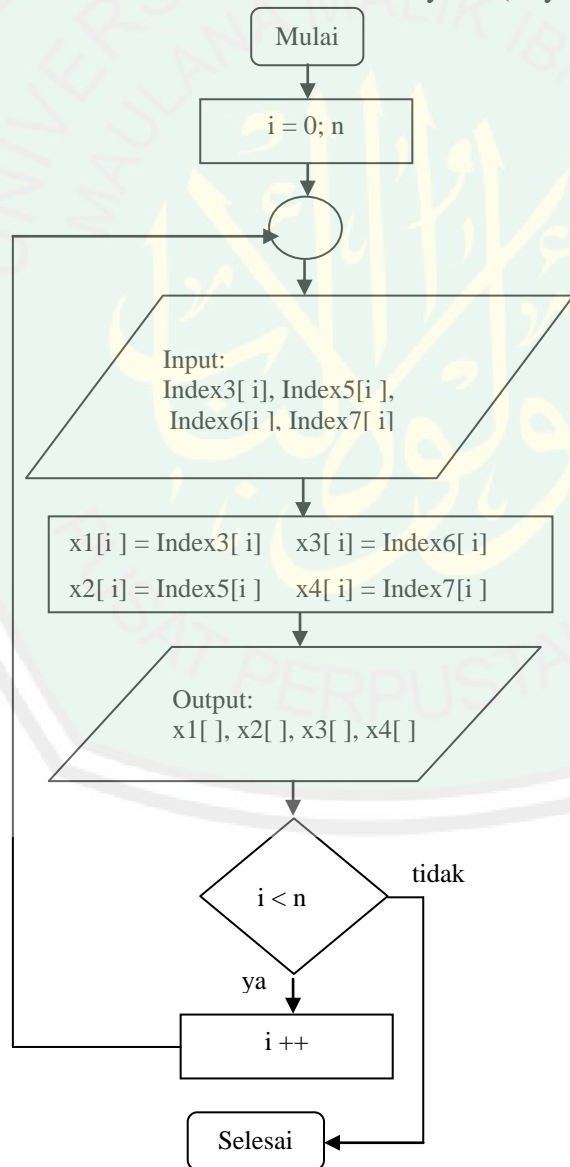 Mulai
i = 0; n
Input:
Index3[ i], Index5[i ],
Index6[i ], Index7[ i]
x1[i ] = Index3[ i] x3[ i] = Index6[ i]
x2[ i] = Index5[i ] x4[ i] = Index7[i ]
Output:
x1[ ], x2[ ], x3[ ], x4[ ]
i < n
tidak
ya
i ++
Selesai